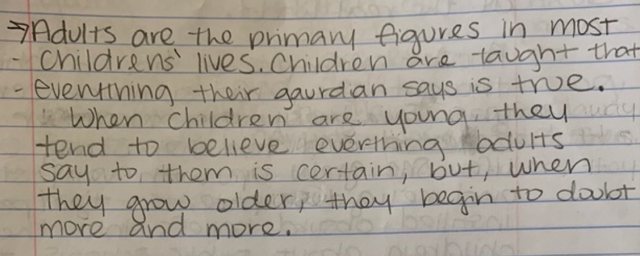 →Adults are the primary figures in most
- Childrens' lives. Children are taught that
- eventhing their gaurdian says is true.
When children are young, they
tend to believe everthing adults
say to them is certain, but, when
they grow older, they begin to doubt
more and more.